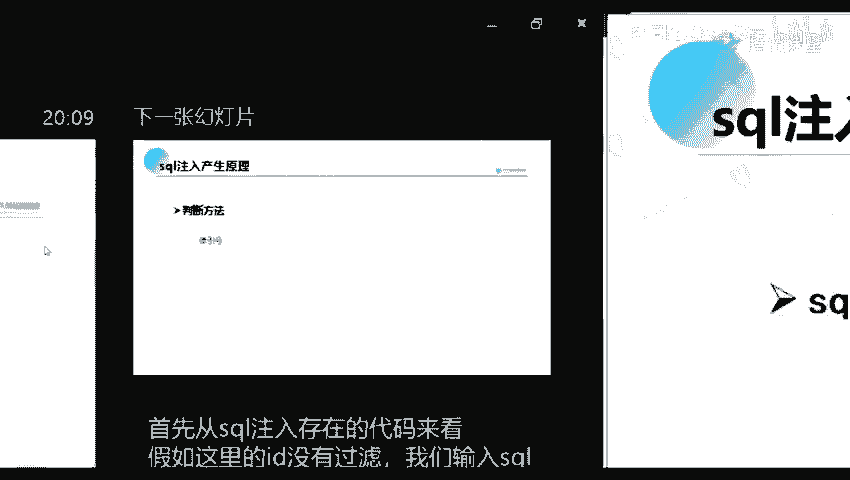 20:09
下一张幻灯片
sql注入产生原理
➤ 判断方法
首先从sql注入存在的代码来看
假如这里的id没有过滤，我们输入sql
sql注入
➤ sq